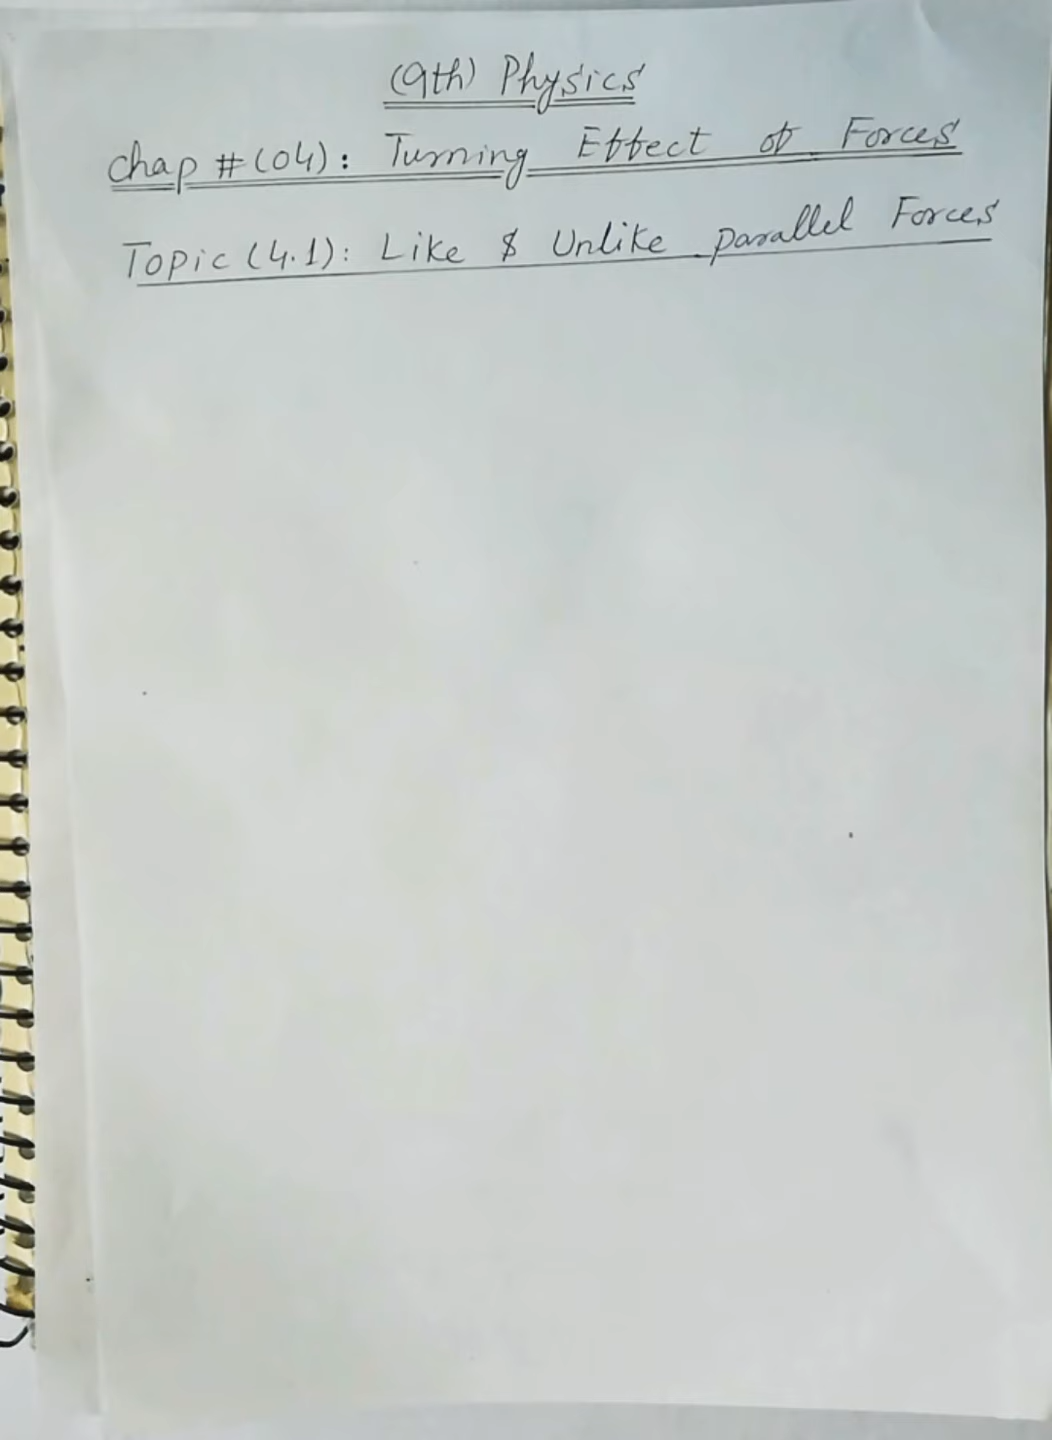 (9th) Physics
Chap # (04): Turning Effect of Forces
Topic (4.1): Like & Unlike parallel Forces